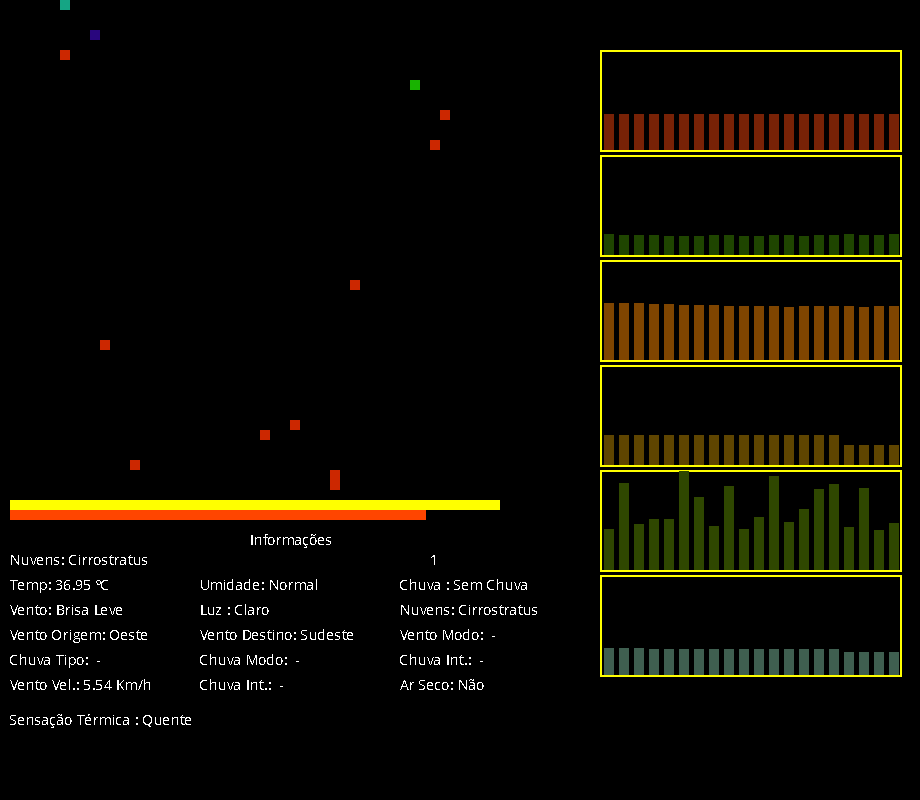 Informações
Nuvens: Cirrostratus 1
Temp: 36.95 ºC Umidade: Normal Chuva : Sem Chuva
Vento: Brisa Leve Luz : Claro Nuvens: Cirrostratus
Vento Origem: Oeste Vento Destino: Sudeste Vento Modo: -
Chuva Tipo: - Chuva Modo: - Chuva Int.: -
Vento Vel.: 5.54 Km/h Chuva Int.: - Ar Seco: Não
Sensação Térmica : Quente